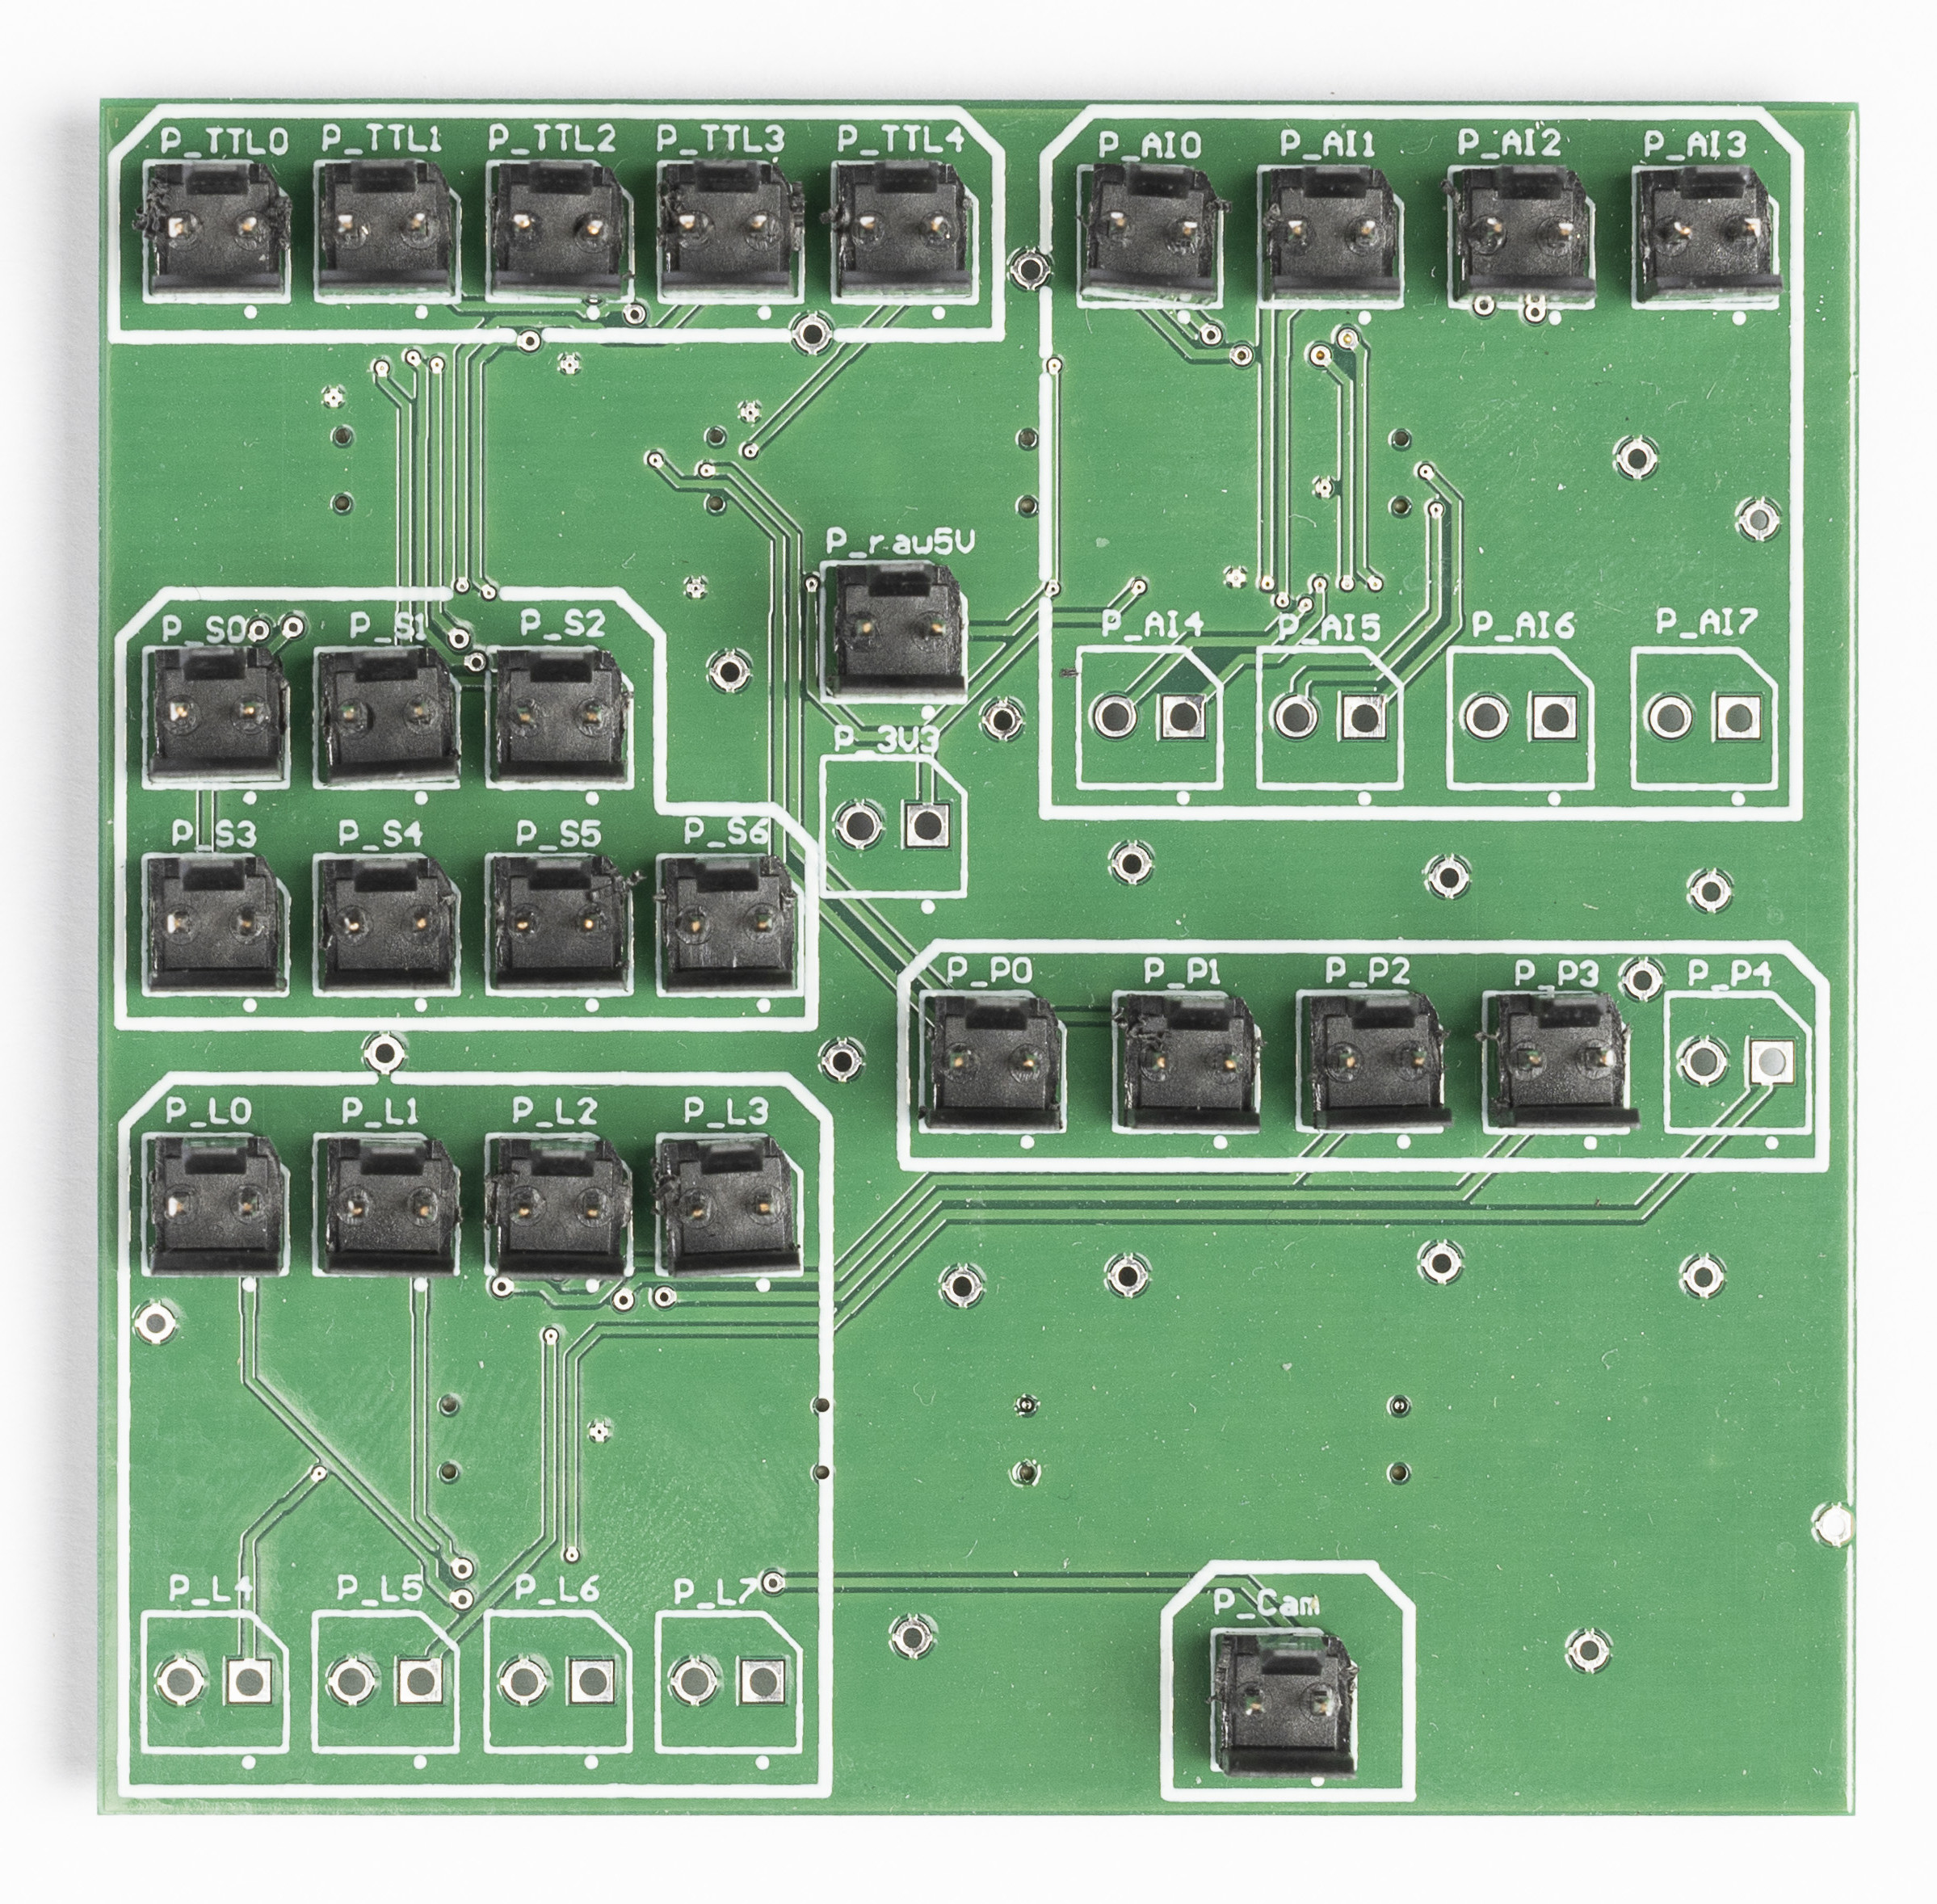 P_TTL0 P_TTL1 P_TTL2 P_TTL3 P_TTL4
P_AI0 P_AI1 P_AI2 P_AI3
P_raw5V
P_S0 P_S1 P_S2
P_AI4 P_AI5 P_AI6 P_AI7
P_3V3
P_S3 P_S4 P_S5 P_S6
P_P0 P_P1 P_P2 P_P3 P_P4
P_L0 P_L1 P_L2 P_L3
P_L4 P_L5 P_L6 P_L7
P_Cam